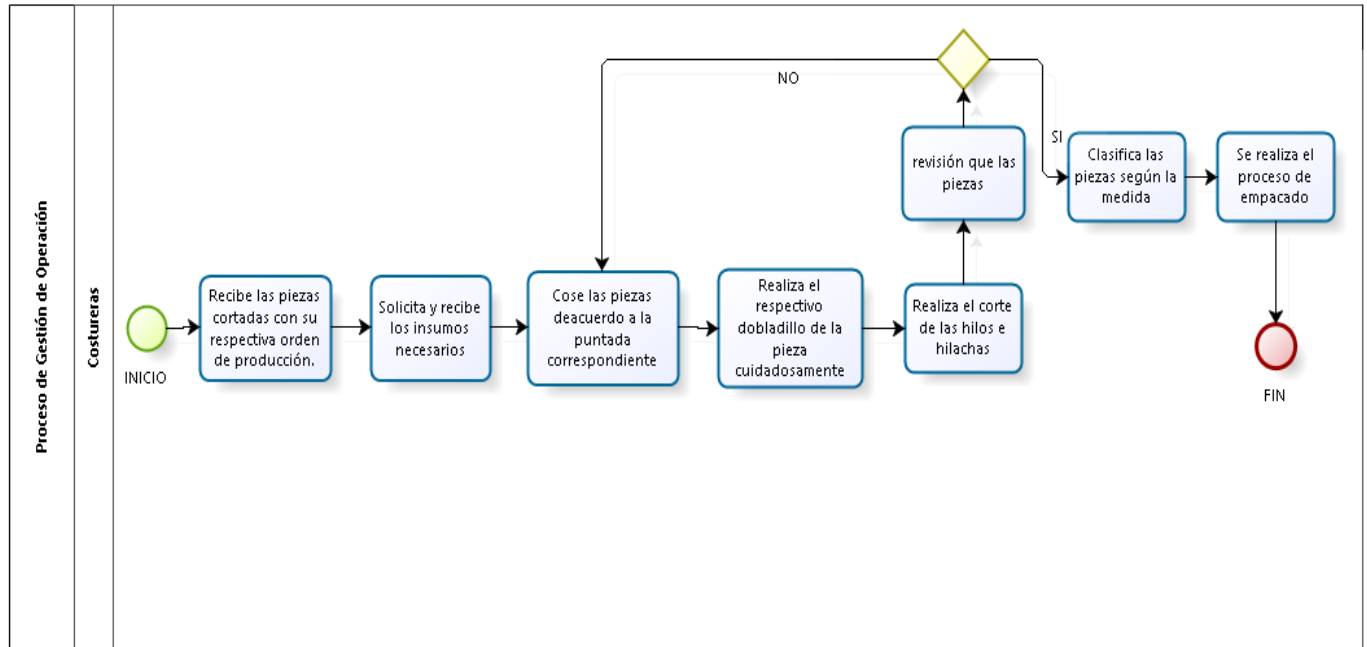 Proceso de Gestión de Operación
Costureras
INICIO
Recibe las piezas
cortadas con su
respectiva orden
de producción.
Solicita y recibe
los insumos
necesarios
Cose las piezas
deacuerdo a la
puntada
correspondiente
Realiza el
respectivo
dobladillo de la
pieza
cuidadosamente
Realiza el corte
de las hilos e
hilachas
revisión que las
piezas
NO
SI
Clasifica las
piezas según la
medida
Se realiza el
proceso de
empacado
FIN